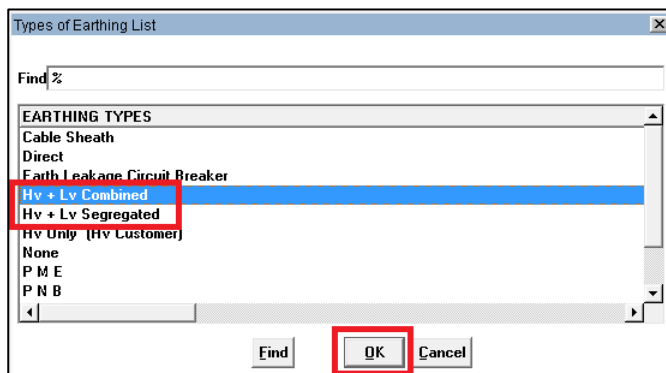 Types of Earthing List
Find %
EARTHING TYPES
Cable Sheath
Direct
Earth Leakage Circuit Breaker
Hv + Lv Combined
Hv + Lv Segregated
Hv Only (Hv Customer)
None
P M E
P N B
Find OK Cancel